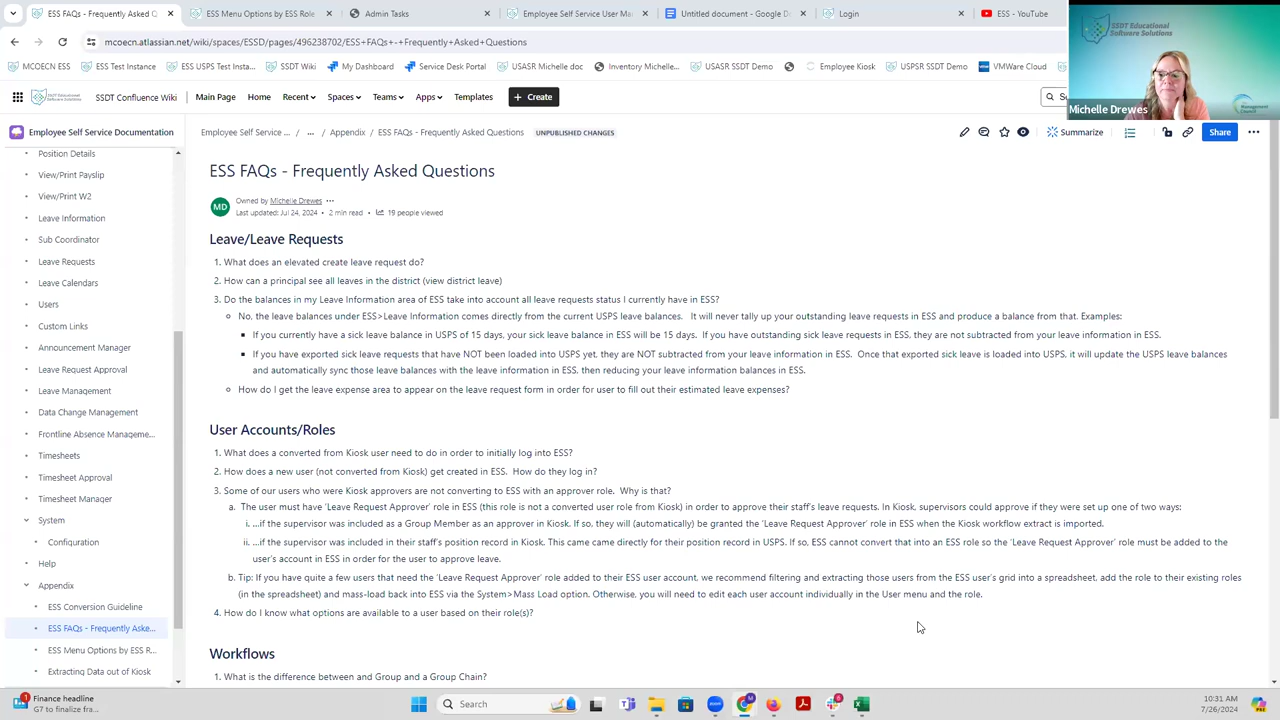 ESS FAQs - Frequently Asked Q
ESS Menu Options by ESS Role
Admin Tasks
Employee Self Service User Ma
Untitled document - Google D
Login
ESS - YouTube
mcoecn.atlassian.net/wiki/spaces/ESSD/pages/496238702/ESS+FAQs+-+Frequently+Asked+Questions
MCOECN ESS
ESS Test Instance
ESS USPS Test Insta...
SSDT Wiki
My Dashboard
Service Desk Portal
USASR Michelle doc
Inventory Michelle...
USASR SSDT Demo
Employee Kiosk
USPSR SSDT Demo
VMWare Cloud
SSDT Educational
Software Solutions
Management
Council
Michelle Drewes
SSDT Confluence Wiki
Main Page
Home
Recent
Spaces
Teams
Apps
Templates
+ Create
Employee Self Service Documentation
Employee Self Service ... / ... / Appendix / ESS FAQs - Frequently Asked Questions
UNPUBLISHED CHANGES
Summarize
Share
Position Details
View/Print Payslip
View/Print W2
Leave Information
Sub Coordinator
Leave Requests
Leave Calendars
Users
Custom Links
Announcement Manager
Leave Request Approval
Leave Management
Data Change Management
Frontline Absence Manageme...
Timesheets
Timesheet Approval
Timesheet Manager
System
Configuration
Help
Appendix
ESS Conversion Guideline
ESS FAQs - Frequently Aske...
ESS Menu Options by ESS R...
Extracting Data out of Kiosk
ESS FAQs - Frequently Asked Questions
MD
Owned by Michelle Drewes
Last updated: Jul 24, 2024 • 2 min read • 19 people viewed
Leave/Leave Requests
1. What does an elevated create leave request do?
2. How can a principal see all leaves in the district (view district leave)
3. Do the balances in my Leave Information area of ESS take into account all leave requests status I currently have in ESS?
No, the leave balances under ESS>Leave Information comes directly from the current USPS leave balances. It will never tally up your outstanding leave requests in ESS and produce a balance from that. Examples:
If you currently have a sick leave balance in USPS of 15 days, your sick leave balance in ESS will be 15 days. If you have outstanding sick leave requests in ESS, they are not subtracted from your leave information in ESS.
If you have exported sick leave requests that have NOT been loaded into USPS yet, they are NOT subtracted from your leave information in ESS. Once that exported sick leave is loaded into USPS, it will update the USPS leave balances
and automatically sync those leave balances with the leave information in ESS, then reducing your leave information balances in ESS.
How do I get the leave expense area to appear on the leave request form in order for user to fill out their estimated leave expenses?
User Accounts/Roles
1. What does a converted from Kiosk user need to do in order to initially log into ESS?
2. How does a new user (not converted from Kiosk) get created in ESS. How do they log in?
3. Some of our users who were Kiosk approvers are not converting to ESS with an approver role. Why is that?
a. The user must have 'Leave Request Approver' role in ESS (this role is not a converted user role from Kiosk) in order to approve their staff's leave requests. In Kiosk, supervisors could approve if they were set up one of two ways:
i. ...if the supervisor was included as a Group Member as an approver in Kiosk. If so, they will (automatically) be granted the 'Leave Request Approver' role in ESS when the Kiosk workflow extract is imported.
ii. ...if the supervisor was included in their staff's position record in Kiosk. This came came directly for their position record in USPS. If so, ESS cannot convert that into an ESS role so the 'Leave Request Approver' role must be added to the
user's account in ESS in order for the user to approve leave.
b. Tip: If you have quite a few users that need the 'Leave Request Approver' role added to their ESS user account, we recommend filtering and extracting those users from the ESS user's grid into a spreadsheet, add the role to their existing roles
(in the spreadsheet) and mass-load back into ESS via the System>Mass Load option. Otherwise, you will need to edit each user account individually in the User menu and the role.
4. How do I know what options are available to a user based on their role(s)?
Workflows
1. What is the difference between and Group and a Group Chain?
Finance headline
G7 to finalize fra...
Search
10:31 AM
7/26/2024